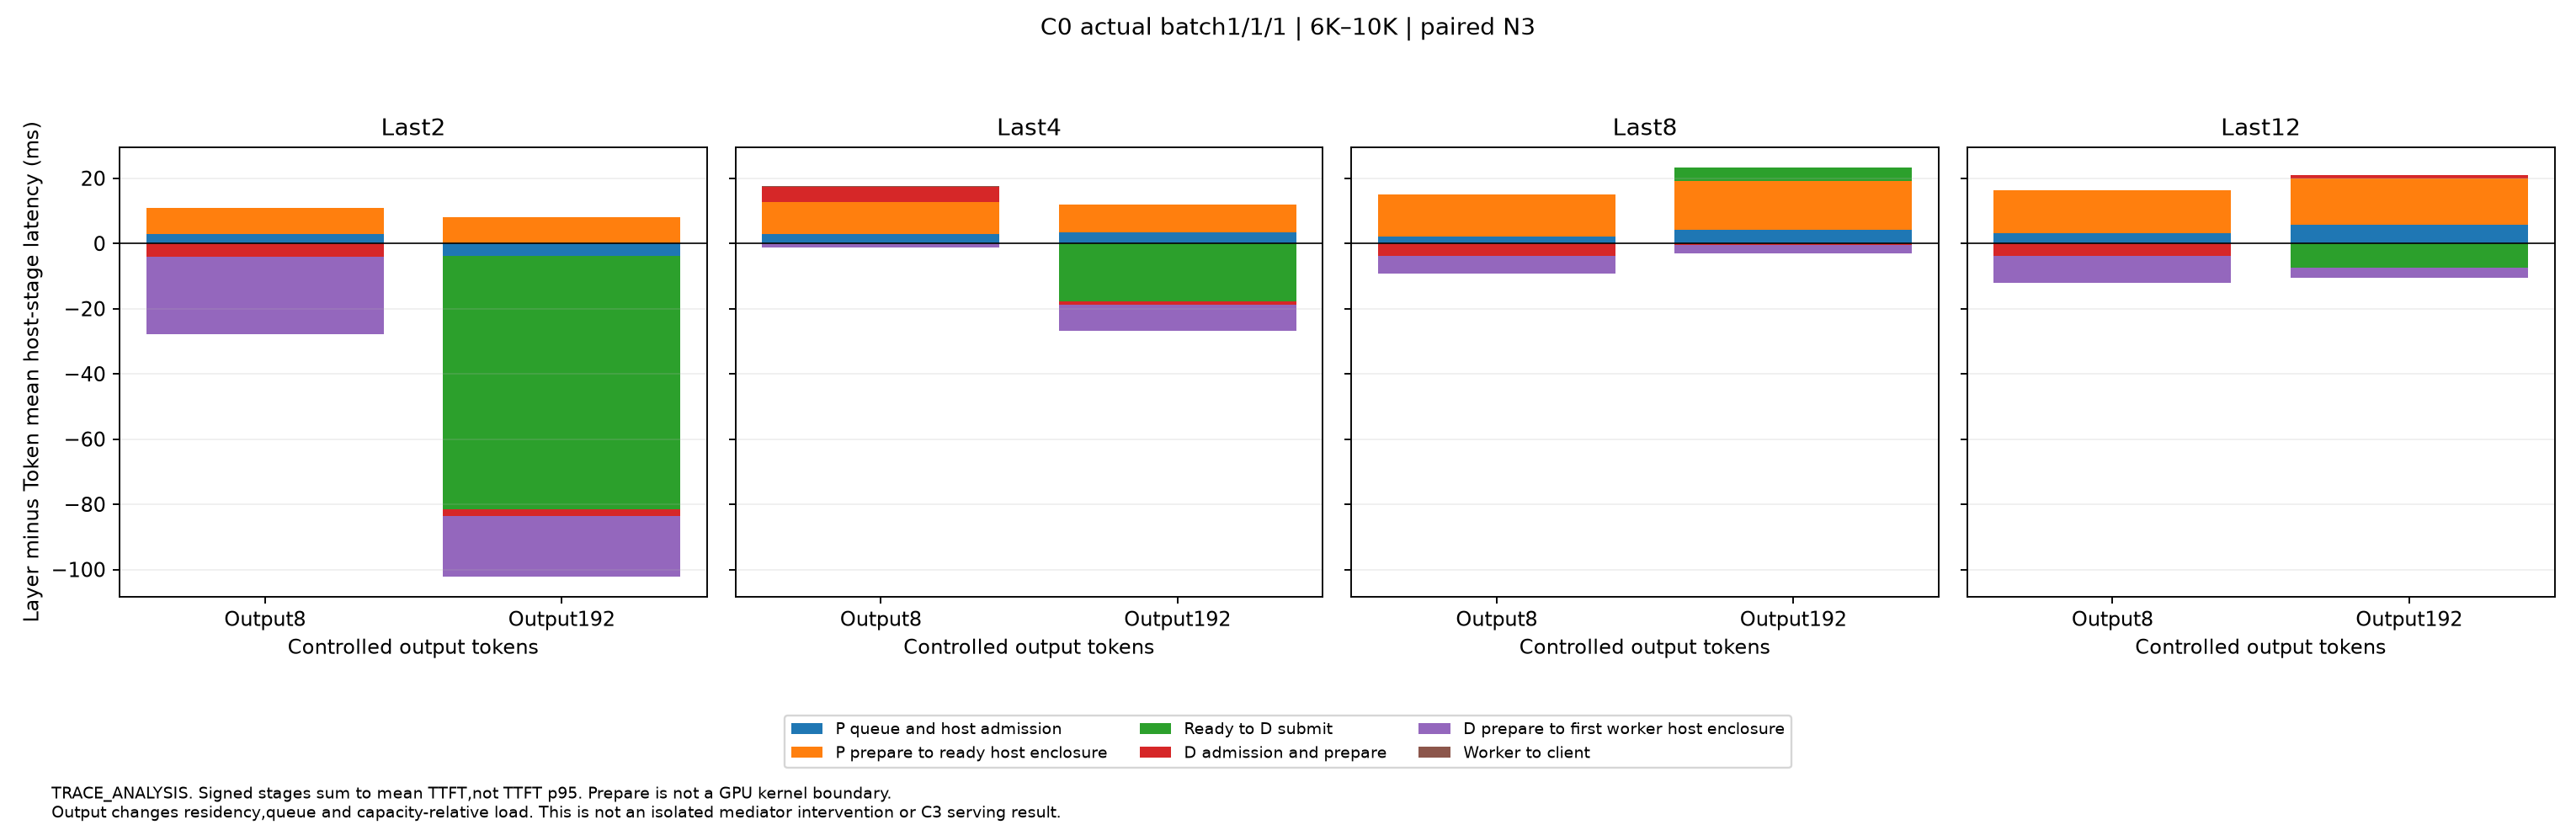 C0 actual batch1/1/1 | 6K–10K | paired N3
Layer minus Token mean host-stage latency (ms)
Last2
Last4
Last8
Last12
20
0
−20
−40
−60
−80
−100
Output8
Output192
Output8
Output192
Output8
Output192
Output8
Output192
Controlled output tokens
Controlled output tokens
Controlled output tokens
Controlled output tokens
P queue and host admission
P prepare to ready host enclosure
Ready to D submit
D admission and prepare
D prepare to first worker host enclosure
Worker to client
TRACE_ANALYSIS. Signed stages sum to mean TTFT,not TTFT p95. Prepare is not a GPU kernel boundary.
Output changes residency,queue and capacity-relative load. This is not an isolated mediator intervention or C3 serving result.